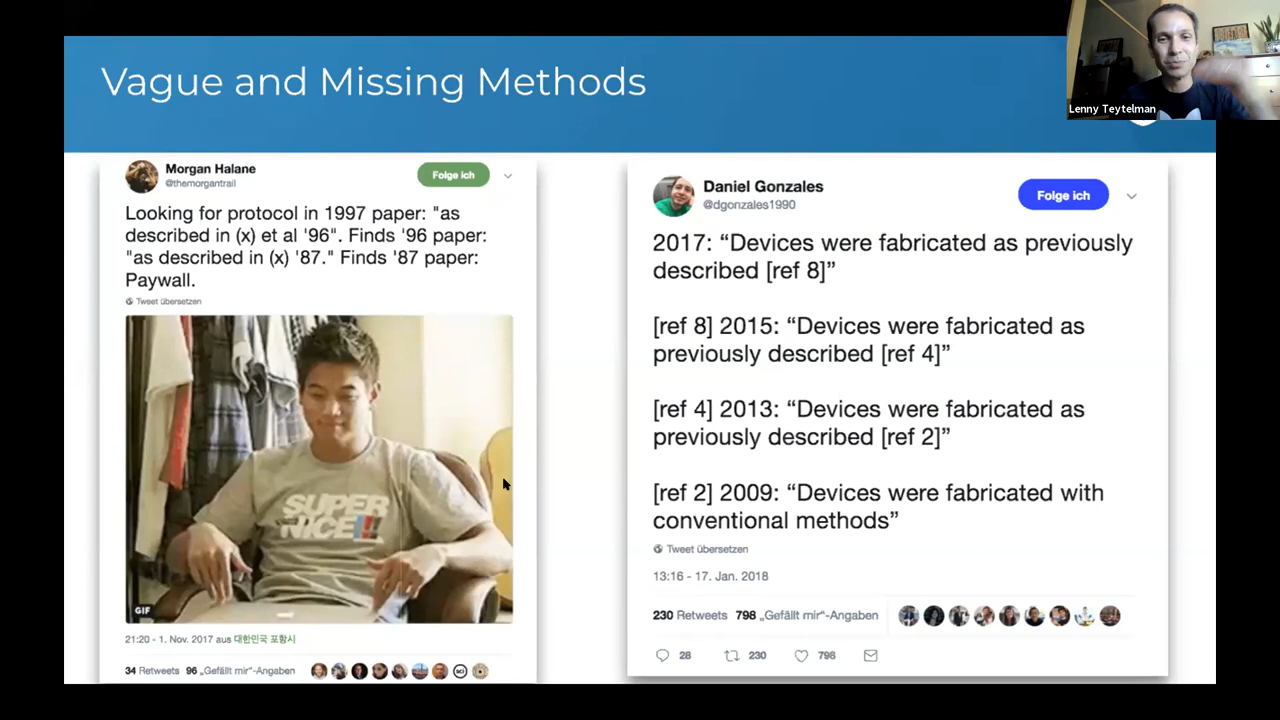 Vague and Missing Methods
Lenny Teytelman
Morgan Halane
@themorgantrail
Folge ich
Looking for protocol in 1997 paper: "as
described in (x) et al '96". Finds '96 paper:
"as described in (x) '87." Finds '87 paper:
Paywall.
Tweet übersetzen
SUPER
NICE!!!
GIF
21:20 - 1. Nov. 2017 aus 대한민국 포항시
34 Retweets 96 „Gefällt mir“-Angaben
Daniel Gonzales
@dgonzales1990
Folge ich
2017: “Devices were fabricated as previously
described [ref 8]”
[ref 8] 2015: “Devices were fabricated as
previously described [ref 4]”
[ref 4] 2013: “Devices were fabricated as
previously described [ref 2]”
[ref 2] 2009: “Devices were fabricated with
conventional methods”
Tweet übersetzen
13:16 - 17. Jan. 2018
230 Retweets 798 „Gefällt mir“-Angaben
28 230 798